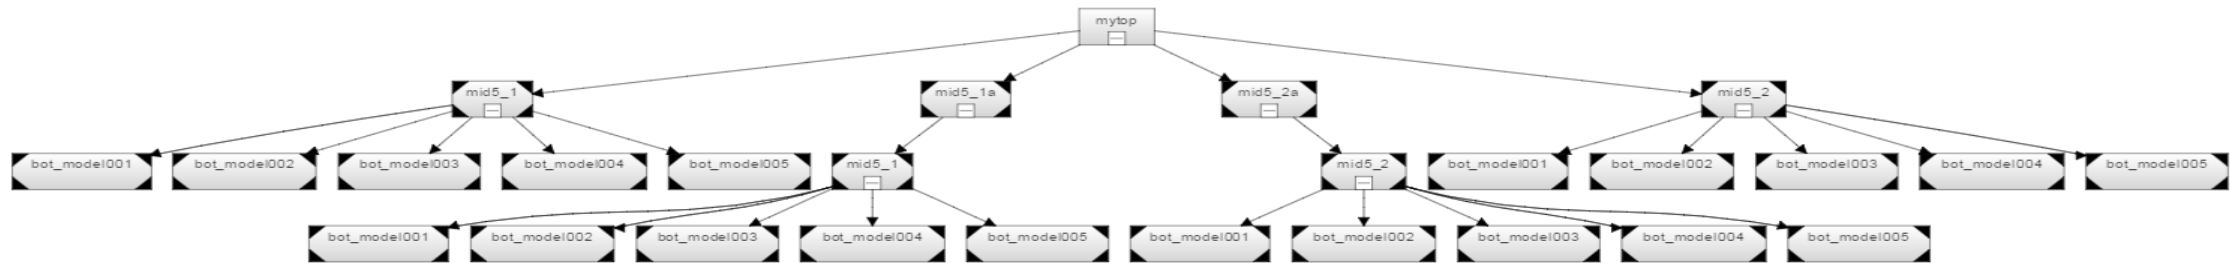 mytop
mid5_1 mid5_1a mid5_2a mid5_2
bot_model001 bot_model002 bot_model003 bot_model004 bot_model005 mid5_1 mid5_2 bot_model001 bot_model002 bot_model003 bot_model004 bot_model005
bot_model001 bot_model002 bot_model003 bot_model004 bot_model005 bot_model001 bot_model002 bot_model003 bot_model004 bot_model005